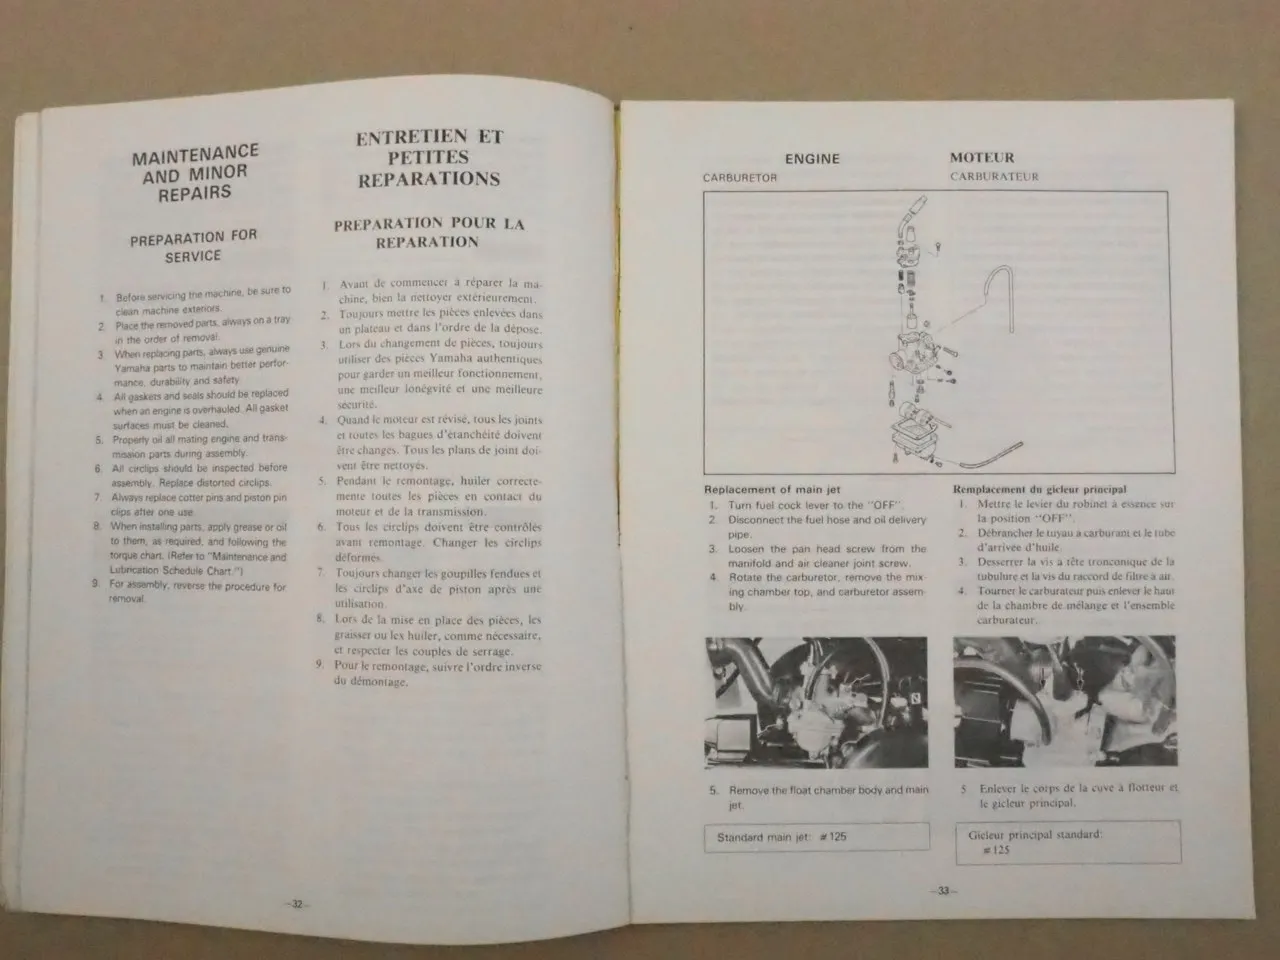 MAINTENANCE
AND MINOR
REPAIRS
PREPARATION FOR
SERVICE
1. Before servicing the machine, be sure to
clean machine exteriors.
2. Place the removed parts, always on a tray
in the order of removal.
3. When replacing parts, always use genuine
Yamaha parts to maintain better perfor-
mance, durability and safety.
4. All gaskets and seals should be replaced
when an engine is overhauled. All gasket
surfaces must be cleaned.
5. Properly oil all mating engine and trans-
mission parts during assembly.
6. All circlips should be inspected before
assembly. Replace distorted circlips.
7. Always replace cotter pins and piston pin
clips after one use.
8. When installing parts, apply grease or oil
to them, as required, and following the
torque chart. (Refer to "Maintenance and
Lubrication Schedule Chart.")
9. For assembly, reverse the procedure for
removal.
ENTRETIEN ET
PETITES
REPARATIONS
PREPARATION POUR LA
REPARATION
1. Avant de commencer à réparer la ma-
chine, bien la nettoyer extérieurement.
2. Toujours mettre les pièces enlevées dans
un plateau et dans l'ordre de la dépose.
3. Lors du changement de pièces, toujours
utiliser des pièces Yamaha authentiques
pour garder un meilleur fonctionnement,
une meilleur longévité et une meilleure
sécurité.
4. Quand le moteur est révisé, tous les joints
et toutes les bagues d'étanchéité doivent
être changés. Tous les plans de joint doi-
vent être nettoyés.
5. Pendant le remontage, huiler correcte-
mente toutes les pièces en contact du
moteur et de la transmission.
6. Tous les circlips doivent être contrôlés
avant remontage. Changer les circlips
déformés.
7. Toujours changer les goupilles fendues et
les circlips d'axe de piston après une
utilisation.
8. Lors de la mise en place des pièces, les
graisser ou les huiler, comme nécessaire,
et respecter les couples de serrage.
9. Pour le remontage, suivre l'ordre inverse
du démontage.
-32-
ENGINE
CARBURETOR
MOTEUR
CARBURATEUR
Replacement of main jet
1. Turn fuel cock lever to the "OFF".
2. Disconnect the fuel hose and oil delivery
pipe.
3. Loosen the pan head screw from the
manifold and air cleaner joint screw.
4. Rotate the carburetor, remove the mix-
ing chamber top, and carburetor assem-
bly.
Remplacement du gicleur principal
1. Mettre le levier du robinet à essence sur
la position "OFF".
2. Débrancher le tuyau à carburant et le tube
d'arrivée d'huile.
3. Desserrer la vis à tête tronconique de la
tubulure et la vis du raccord de filtre à air.
4. Tourner le carburateur puis enlever le haut
de la chambre de mélange et l'ensemble
carburateur.
5. Remove the float chamber body and main
jet.
Standard main jet: #125
5. Enlever le corps de la cuve à flotteur et
le gicleur principal.
Gicleur principal standard:
#125
-33-